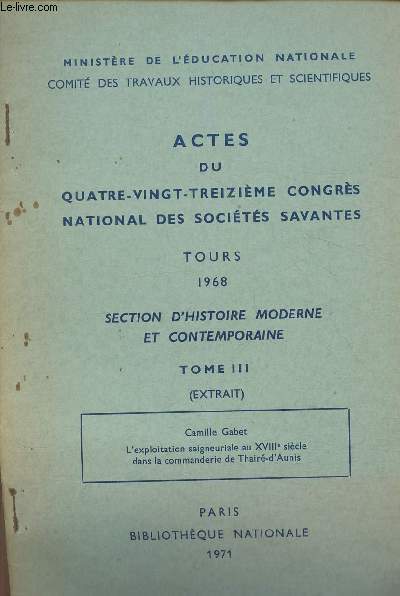 Le-livre.com
MINISTÈRE DE L'ÉDUCATION NATIONALE
COMITÉ DES TRAVAUX HISTORIQUES ET SCIENTIFIQUES
ACTES
DU
QUATRE-VINGT-TREIZIÈME CONGRÈS
NATIONAL DES SOCIÉTÉS SAVANTES
TOURS
1968
SECTION D'HISTOIRE MODERNE
ET CONTEMPORAINE
TOME III
(EXTRAIT)
Camille Gabet
L'exploitation saigneuriale au XVIIIe siècle
dans la commanderie de Thairé-d'Aunis
PARIS
BIBLIOTHÈQUE NATIONALE
1971